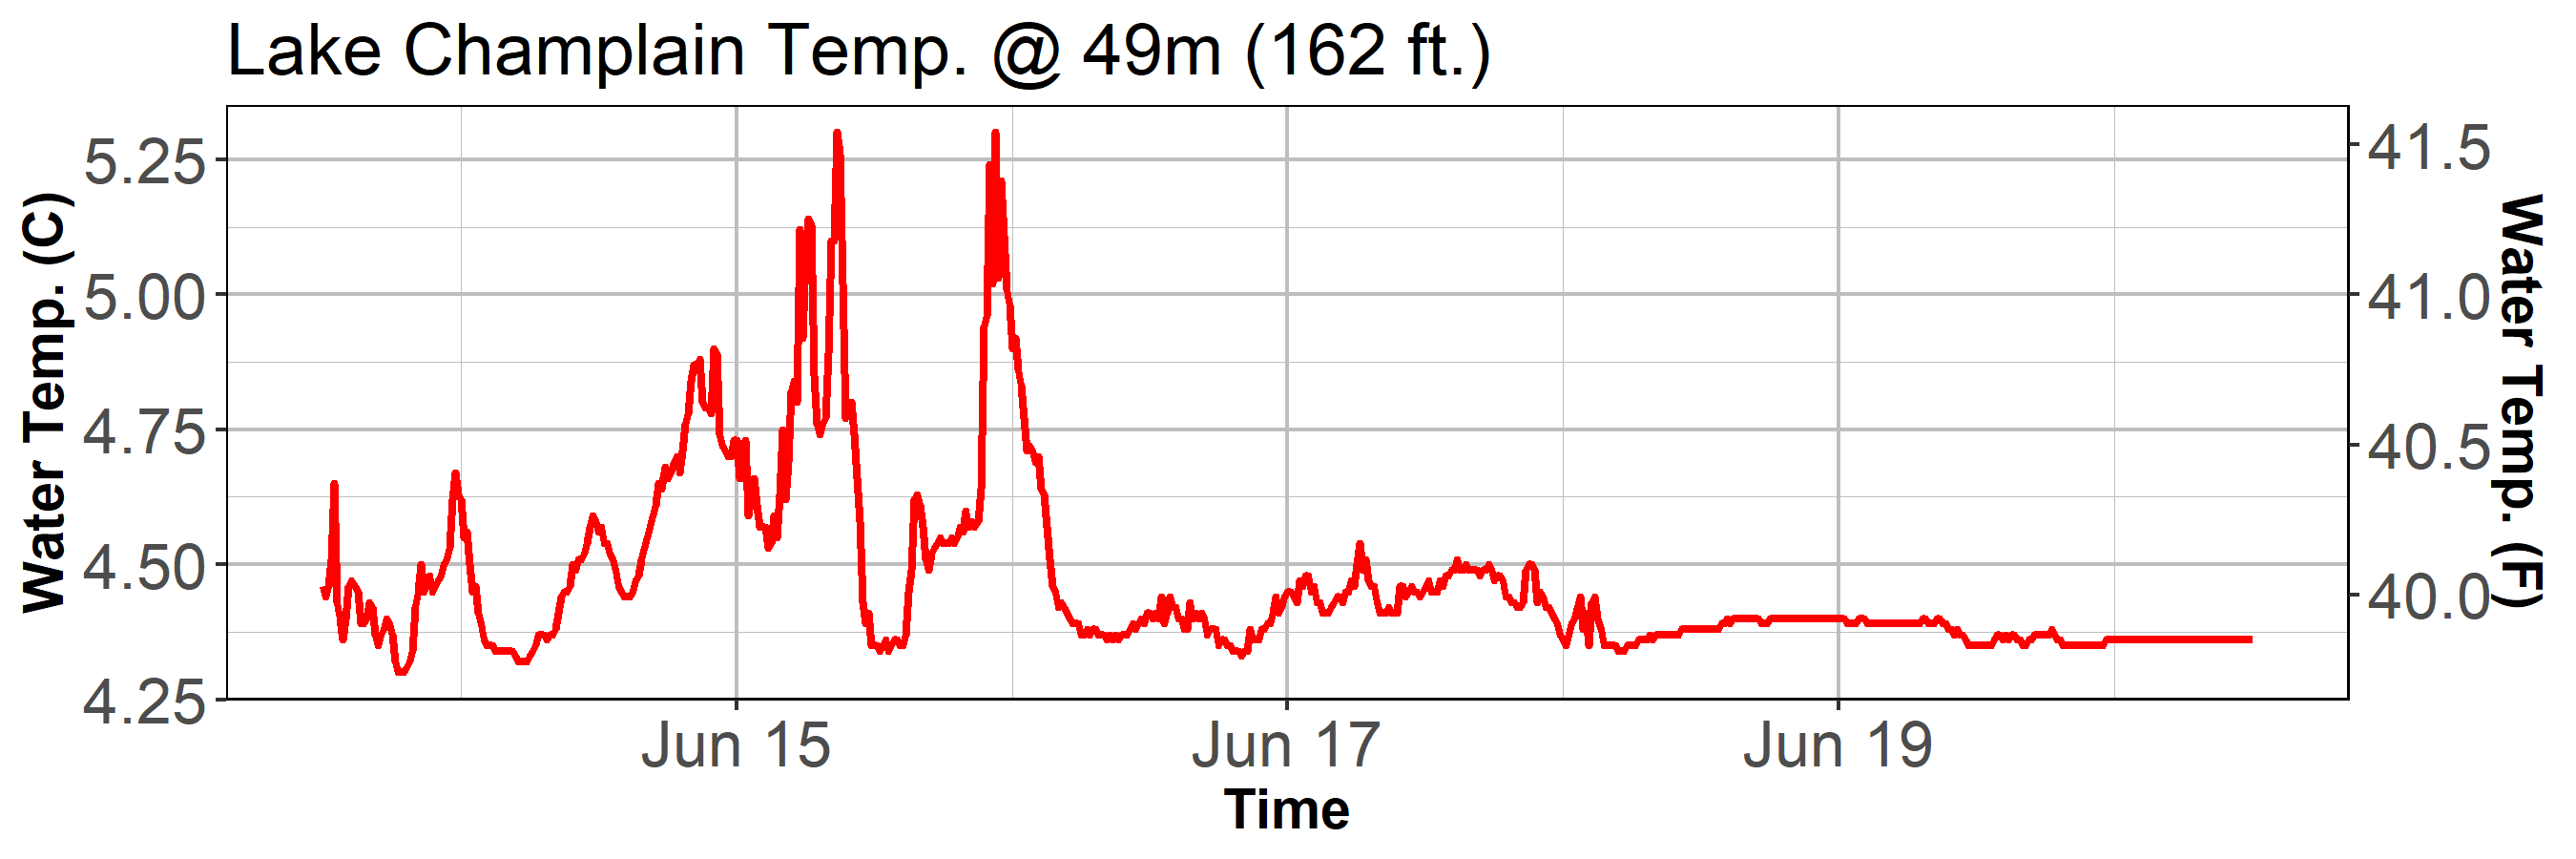 Lake Champlain Temp. @ 49m (162 ft.)
Water Temp. (C)
5.25
5.00
4.75
4.50
4.25
41.5
41.0
40.5
40.0
Water Temp. (F)
Jun 15
Jun 17
Jun 19
Time